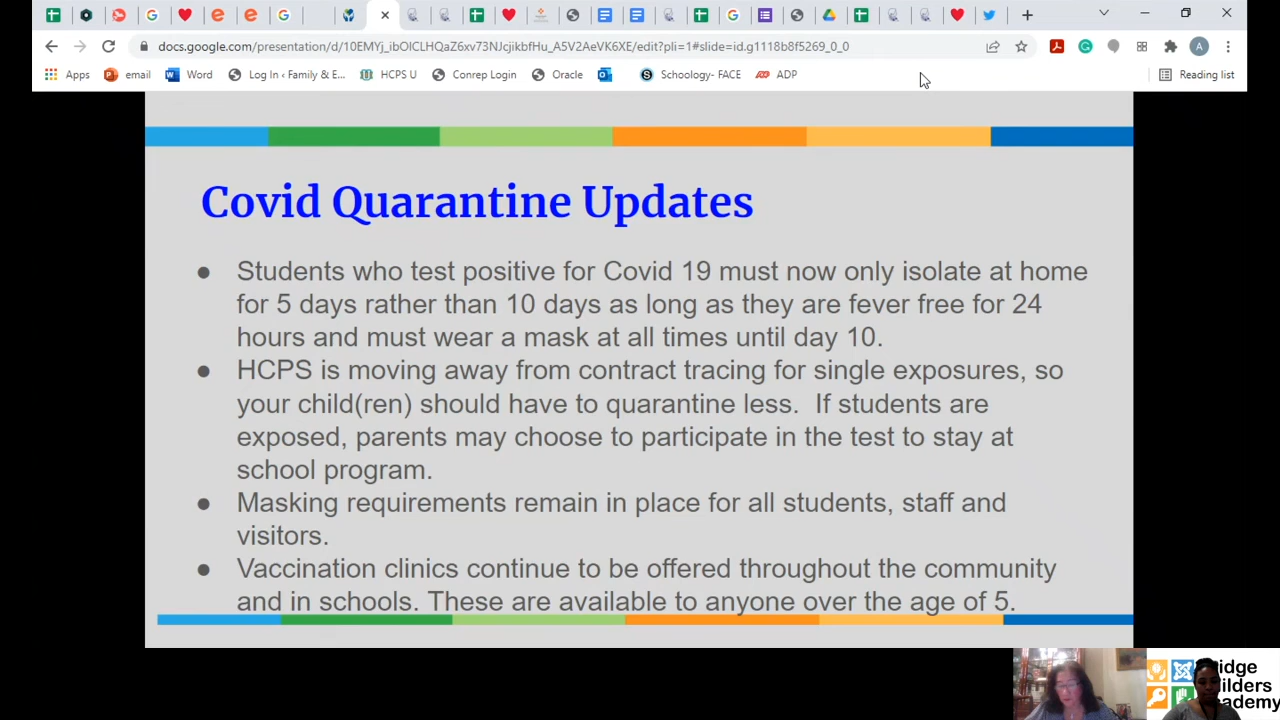 docs.google.com/presentation/d/10EMYj_ibOICLHQaZ6xv73NJcjikbfHu_A5V2AeVK6XE/edit?pli=1#slide=id.g1118bf5269_0_0
A
Apps email Word Log In ‹ Family & E... HCPS U Conrep Login Oracle Schoology- FACE ADP Reading list
Covid Quarantine Updates
● Students who test positive for Covid 19 must now only isolate at home
for 5 days rather than 10 days as long as they are fever free for 24
hours and must wear a mask at all times until day 10.
● HCPS is moving away from contract tracing for single exposures, so
your child(ren) should have to quarantine less. If students are
exposed, parents may choose to participate in the test to stay at
school program.
● Masking requirements remain in place for all students, staff and
visitors.
● Vaccination clinics continue to be offered throughout the community
and in schools. These are available to anyone over the age of 5.